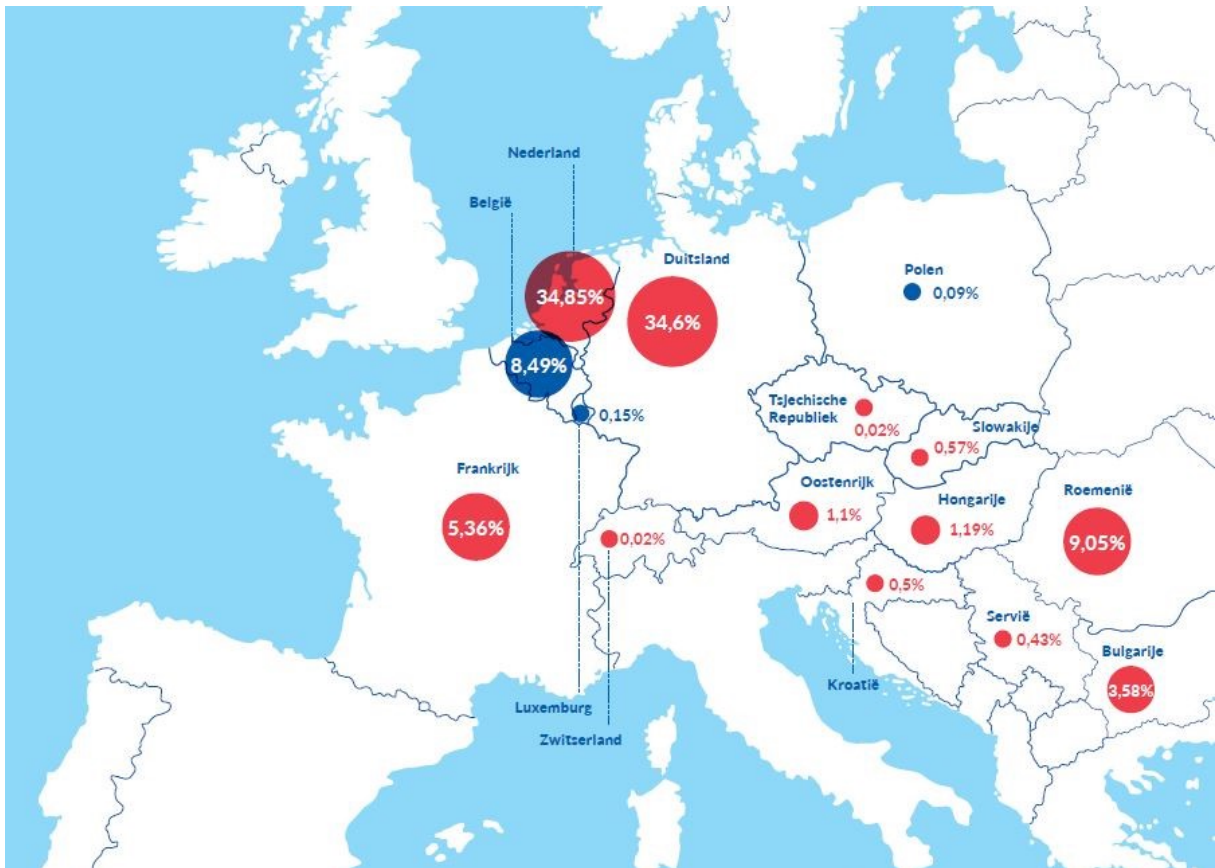 Nederland
België
Duitsland
34,85%
34,6%
Polen
0,09%
8,49%
0,15%
Tsjechische
Republiek
0,02%
Slowakije
0,57%
Frankrijk
5,36%
Oostenrijk
1,1%
Hongarije
1,19%
Roemenië
9,05%
0,02%
0,5%
Servië
0,43%
Bulgarije
3,58%
Kroatië
Luxemburg
Zwitserland